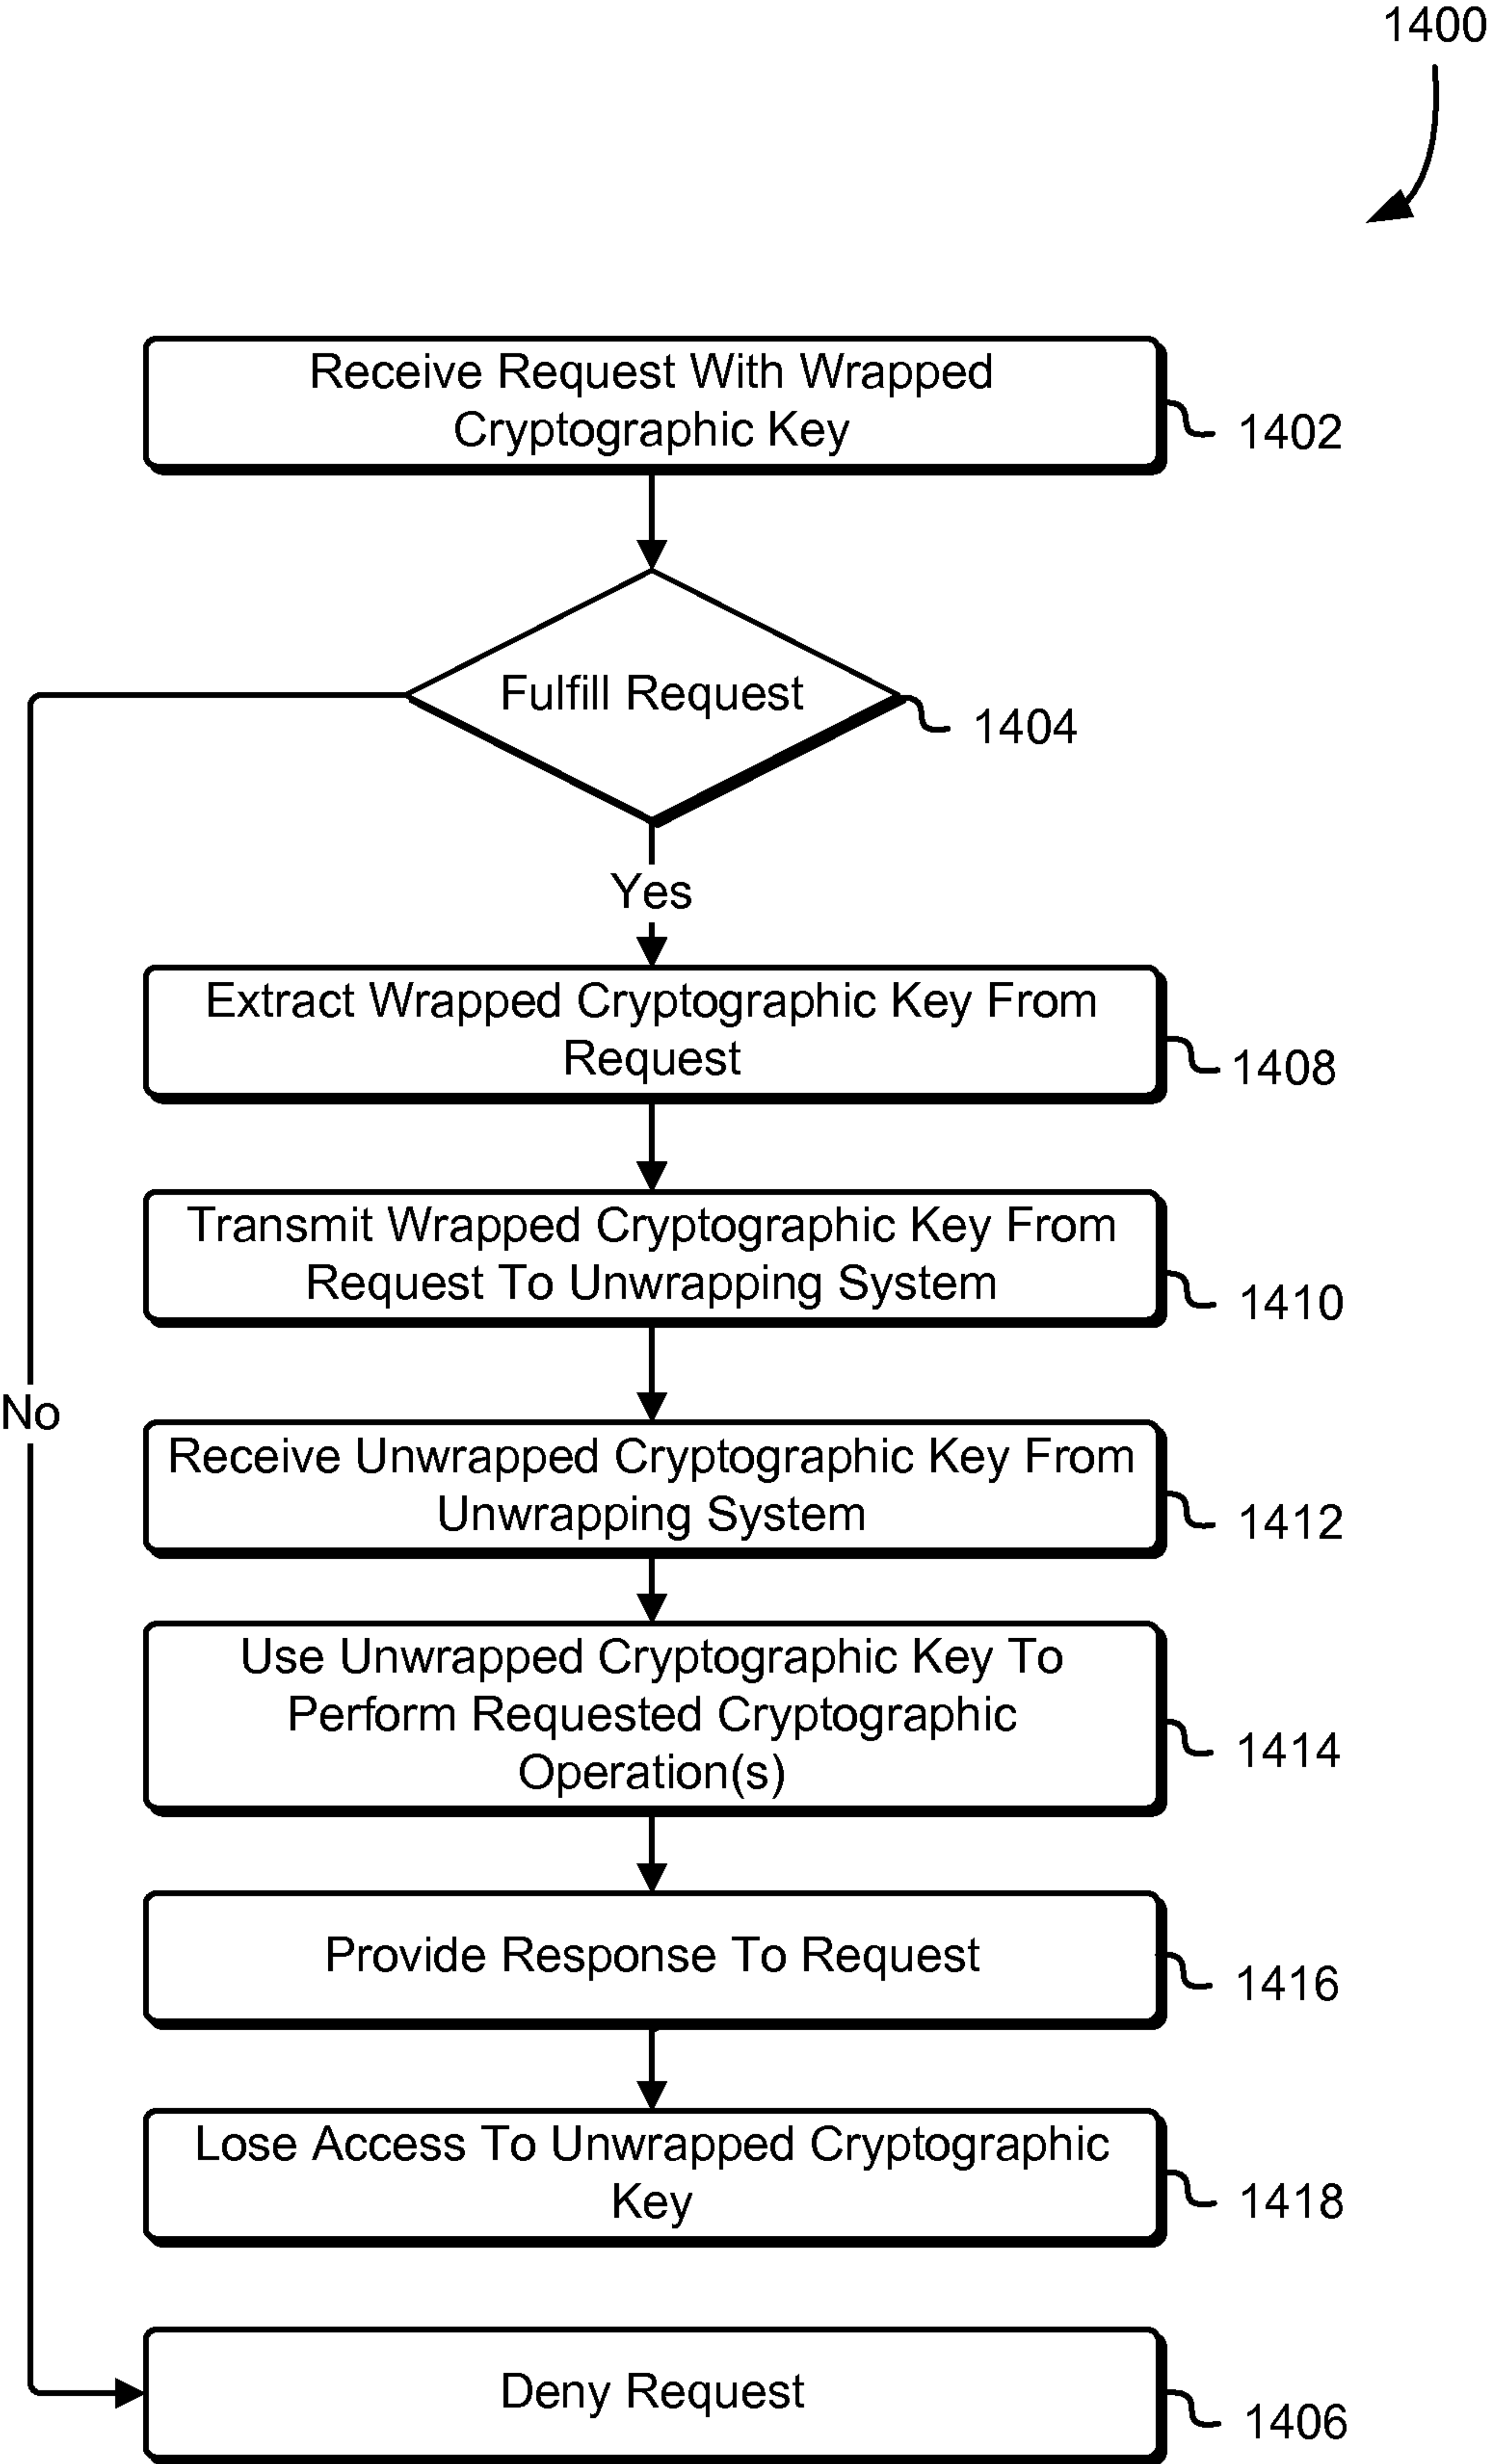 1400
Receive Request With Wrapped
Cryptographic Key
1402
Fulfill Request
1404
Yes
Extract Wrapped Cryptographic Key From
Request
1408
Transmit Wrapped Cryptographic Key From
Request To Unwrapping System
1410
No
Receive Unwrapped Cryptographic Key From
Unwrapping System
1412
Use Unwrapped Cryptographic Key To
Perform Requested Cryptographic
Operation(s)
1414
Provide Response To Request
1416
Lose Access To Unwrapped Cryptographic
Key
1418
Deny Request
1406